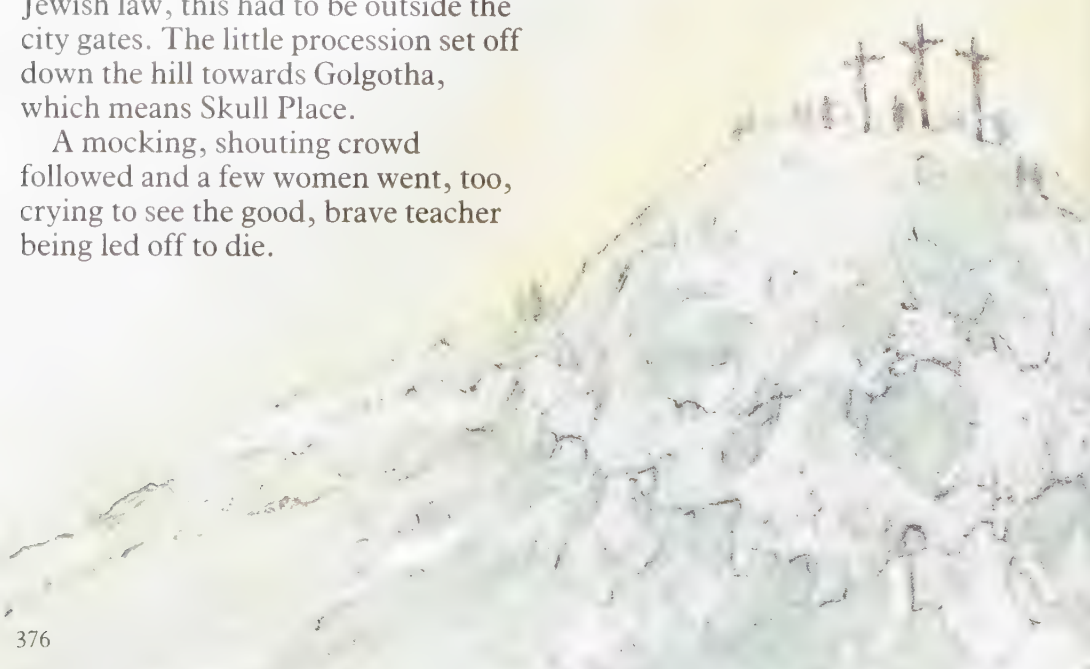 Jewish law, this had to be outside the
city gates. The little procession set off
down the hill towards Golgotha,
which means Skull Place.
A mocking, shouting crowd
followed and a few women went, too,
crying to see the good, brave teacher
being led off to die.
376